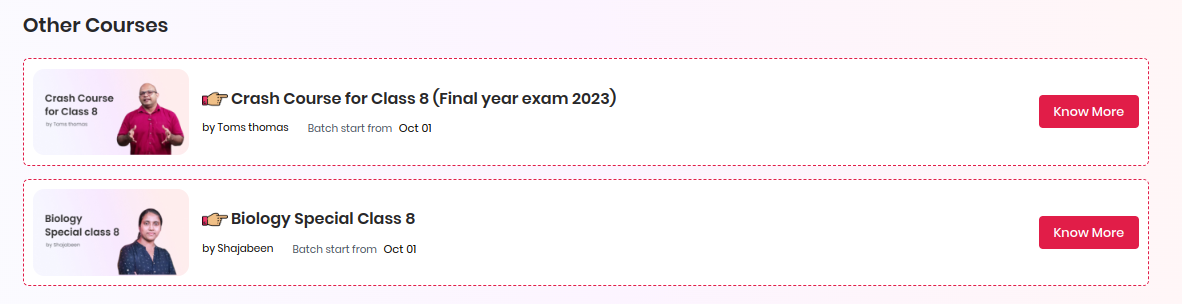 Other Courses
Crash Course
for Class 8
by Toms thomas
Crash Course for Class 8 (Final year exam 2023)
by Toms thomas Batch start from Oct 01
Know More
Biology
Special class 8
by Shajabeen
Biology Special Class 8
by Shajabeen Batch start from Oct 01
Know More